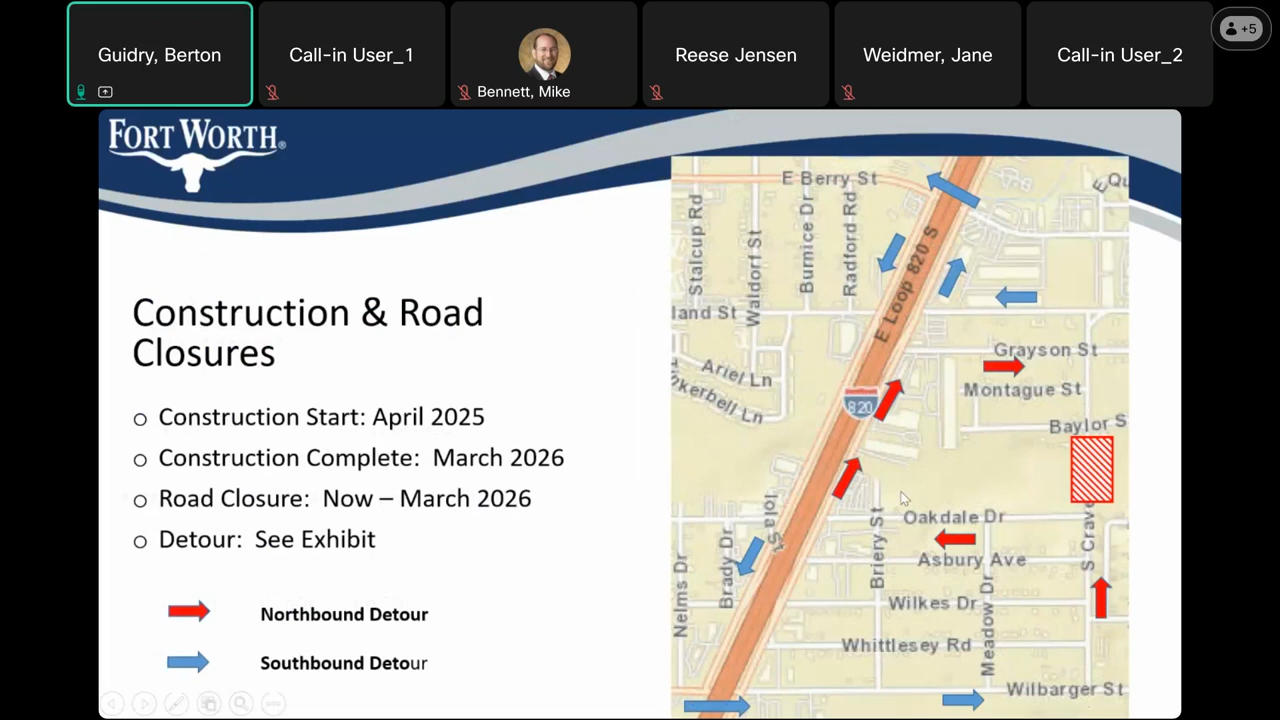 Guidry, Berton
Call-in User_1
Bennett, Mike
Reese Jensen
Weidmer, Jane
Call-in User_2
+5
FORT WORTH®
Construction & Road
Closures
Construction Start: April 2025
Construction Complete: March 2026
Road Closure: Now – March 2026
Detour: See Exhibit
Northbound Detour
Southbound Detour
E Berry St
E Qu
Stalcup Rd
Waldorf St
Burnice Dr
Radford Rd
E Loop 820 S
land St
Grayson St
Ariel Ln
kerbell Ln
Montague St
820
Baylor S
Iola St
Oakdale Dr
S Crave
Brady Dr
Briery St
Asbury Ave
Nelms Dr
Wilkes Dr
Meadow Dr
Whittlesey Rd
Wilbarger St